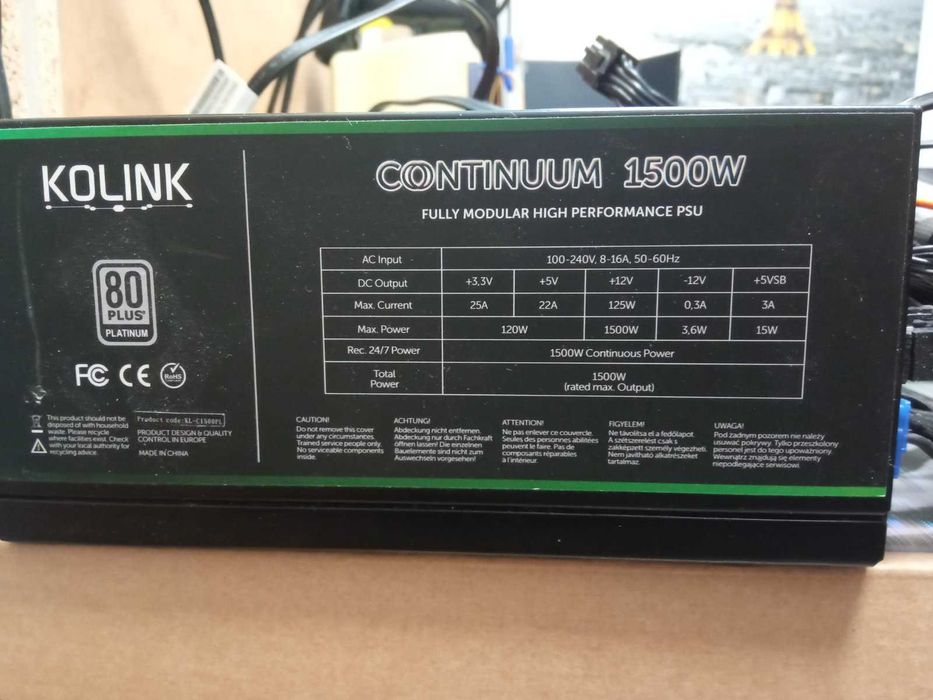 KOLINK
80
PLUS
PLATINUM
FC CE RoHS
This product should not be
disposed of with household
waste. Please recycle
where facilities exist. Check
with your local authority for
recycling advice.
Product code: KL-C1500PL
PRODUCT DESIGN & QUALITY
CONTROL IN EUROPE
MADE IN CHINA
CONTINUUM 1500W
FULLY MODULAR HIGH PERFORMANCE PSU
AC Input 100-240V, 8-16A, 50-60Hz
DC Output +3,3V +5V +12V -12V +5VSB
Max. Current 25A 22A 125W 0,3A 3A
Max. Power 120W 1500W 3,6W 15W
Rec. 24/7 Power 1500W Continuous Power
Total
Power
1500W
(rated max. Output)
CAUTION!
Do not remove this cover
under any circumstances.
Trained service people only.
No serviceable components
inside.
ACHTUNG!
Abdeckung nicht entfernen.
Abdeckung nur durch Fachkraft
öffnen lassen! Die einzelnen
Bauelemente sind nicht zum
Auswechseln vorgesehen!
ATTENTION!
Ne pas enlever ce couvercle.
Seules des personnes abilitées
peuvent le faire. Pas de
composants réparables
à l'intérieur.
FIGYELEM!
Ne távolítsa el a fedőlapot.
A szétszerelést csak s
zakképzett személy végezheti.
Nem javítható alkatrészeket
tartalmaz.
UWAGA!
Pod żadnym pozorem nie należy
usuwać pokrywy. Tylko przeszkolony
personel jest do tego upoważniony.
Wewnątrz znajdują się elementy
niepodlegające serwisowi.